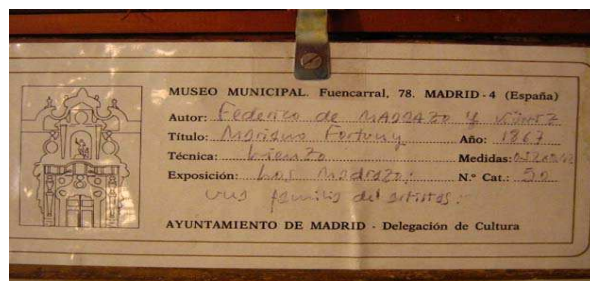 MUSEO MUNICIPAL. Fuencarral, 78. MADRID - 4 (España)
Autor: Federico de MADRAZO y
Título: Mariano Fortuny Año: 1867
Técnica: Lienzo Medidas:
Exposición: Los Madrazo: N.º Cat.: 50
una familia de artistas.
AYUNTAMIENTO DE MADRID - Delegación de Cultura